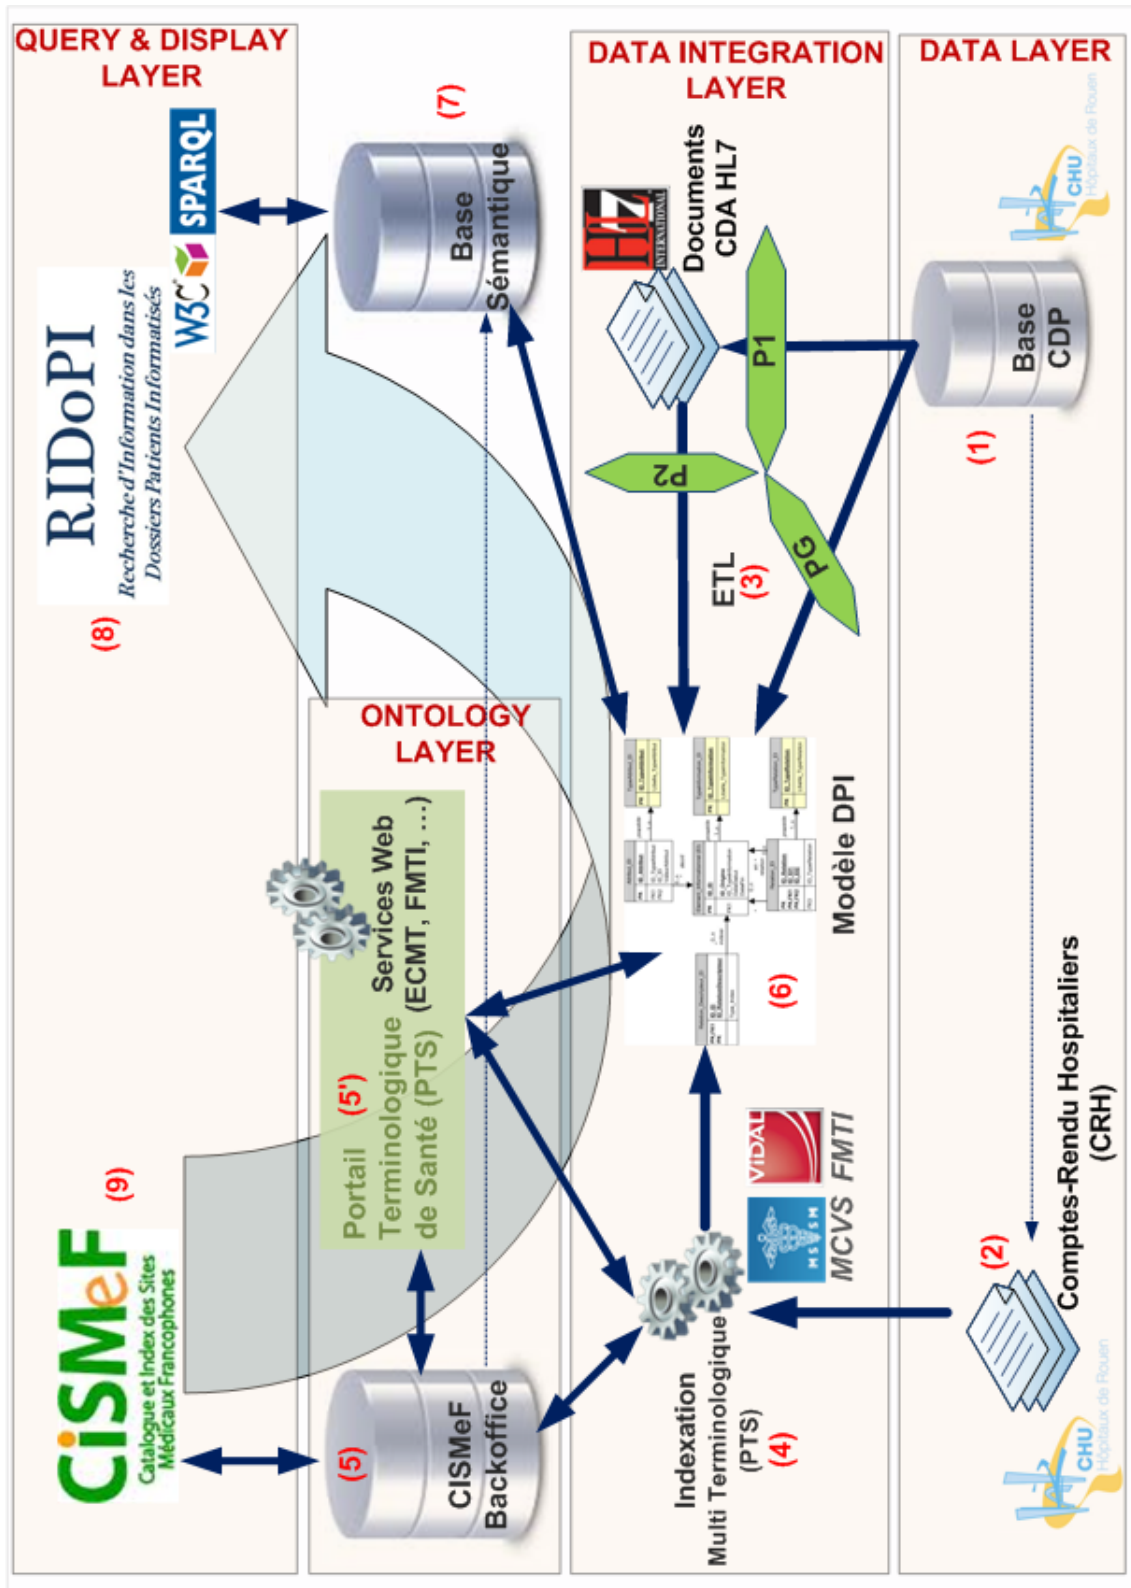 QUERY & DISPLAY
LAYER
DATA INTEGRATION
LAYER
DATA LAYER
ONTOLOGY
LAYER
CiSMeF
Catalogue et Index des Sites
Médicaux Francophones
(9)
RIDoPI
Recherche d'Information dans les
Dossiers Patients Informatisés
(8)
W3C
SPARQL
(5)
CISMeF
Backoffice
Portail (5')
Terminologique
de Santé (PTS)
Services Web
(ECMT, FMTI, ...)
Base
Sémantique
(7)
Indexation
Multi Terminologique
(PTS)
(4)
MCVS
VIDAL
FMTI
(6)
Modèle DPI
ETL
(3)
P2
P1
PG
HL7
INTERNATIONAL
Documents
CDA HL7
(2)
Comptes-Rendu Hospitaliers
(CRH)
CHU
Hôpitaux de Rouen
(1)
Base
CDP
CHU
Hôpitaux de Rouen